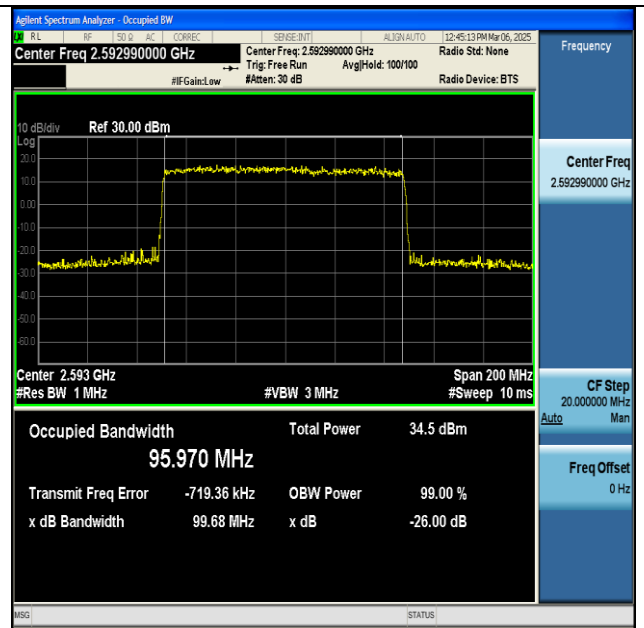 Agilent Spectrum Analyzer - Occupied BW
RL RF 50 Ω AC CORREC SENSE:INT ALIGN AUTO 12:45:13 PM Mar 06, 2025
Center Freq 2.592990000 GHz
Center Freq: 2.592990000 GHz
Radio Std: None
Trig: Free Run Avg|Hold: 100/100
#IFGain:Low
#Atten: 30 dB
Radio Device: BTS
10 dB/div Ref 30.00 dBm
Log
20.0
10.0
0.00
-10.0
-20.0
-30.0
-40.0
-50.0
-60.0
Center 2.593 GHz Span 200 MHz
#Res BW 1 MHz #VBW 3 MHz #Sweep 10 ms
Occupied Bandwidth Total Power 34.5 dBm
95.970 MHz
Transmit Freq Error -719.36 kHz OBW Power 99.00 %
x dB Bandwidth 99.68 MHz x dB -26.00 dB
MSG STATUS
Frequency
Center Freq
2.592990000 GHz
CF Step
20.000000 MHz
Auto Man
Freq Offset
0 Hz